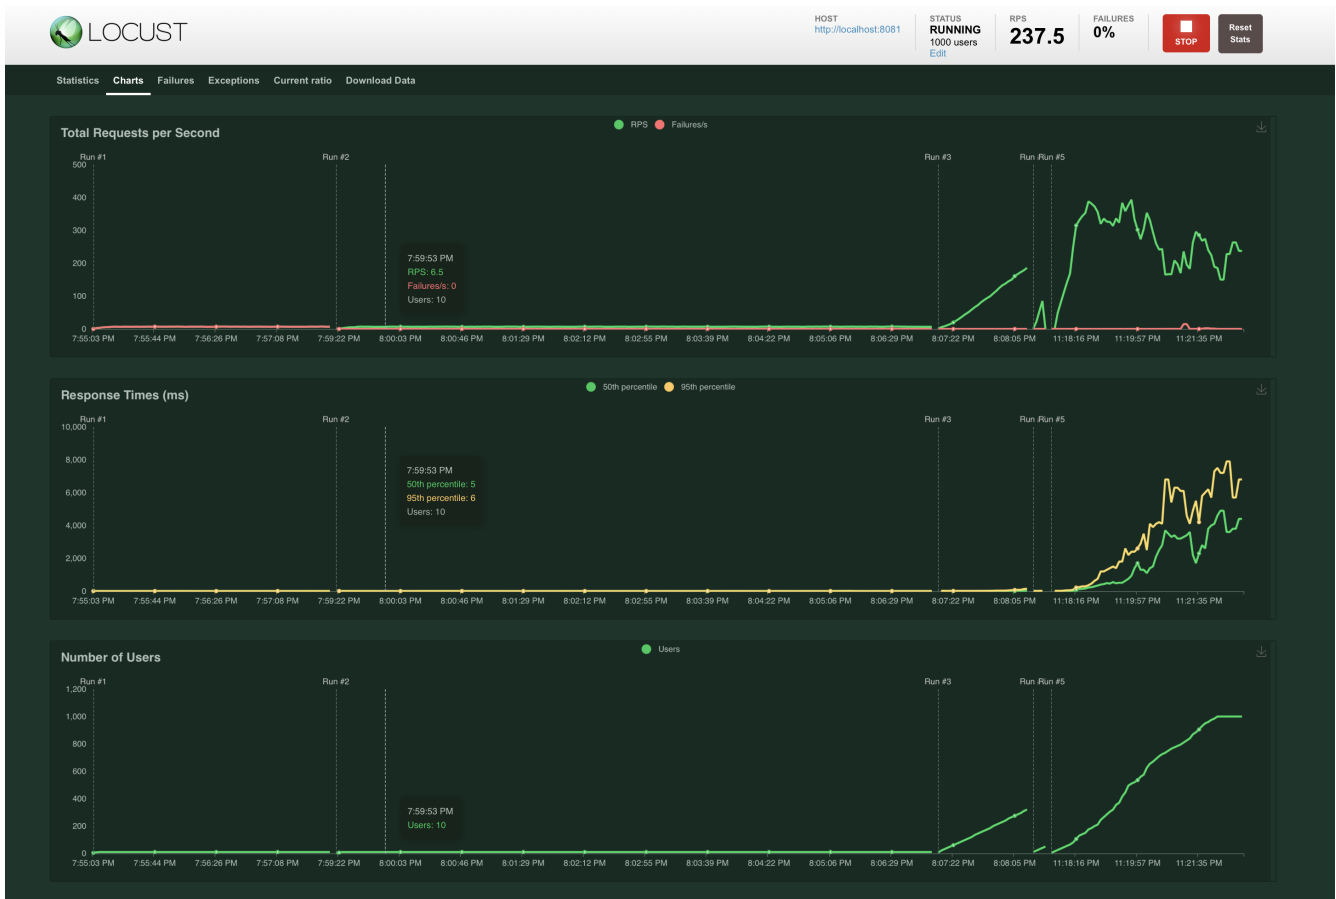 LOCUST
HOST
http://localhost:8081
STATUS
RUNNING
1000 users
Edit
RPS
237.5
FAILURES
0%
STOP
Reset
Stats
Statistics Charts Failures Exceptions Current ratio Download Data
Total Requests per Second
RPS Failures/s
Run #1 Run #2 Run #3 Run Run #5
500
400
300
200
100
0
7:59:53 PM
RPS: 6.5
Failures/s: 0
Users: 10
7:55:03 PM 7:55:44 PM 7:56:26 PM 7:57:08 PM 7:59:22 PM 8:00:03 PM 8:00:46 PM 8:01:29 PM 8:02:12 PM 8:02:55 PM 8:03:39 PM 8:04:22 PM 8:05:06 PM 8:06:29 PM 8:07:22 PM 8:08:05 PM 11:18:16 PM 11:19:57 PM 11:21:35 PM
Response Times (ms)
50th percentile 95th percentile
Run #1 Run #2 Run #3 Run Run #5
10,000
8,000
6,000
4,000
2,000
0
7:59:53 PM
50th percentile: 5
95th percentile: 6
Users: 10
7:55:03 PM 7:55:44 PM 7:56:26 PM 7:57:08 PM 7:59:22 PM 8:00:03 PM 8:00:46 PM 8:01:29 PM 8:02:12 PM 8:02:55 PM 8:03:39 PM 8:04:22 PM 8:05:06 PM 8:06:29 PM 8:07:22 PM 8:08:05 PM 11:18:16 PM 11:19:57 PM 11:21:35 PM
Number of Users
Users
Run #1 Run #2 Run #3 Run Run #5
1,200
1,000
800
600
400
200
0
7:59:53 PM
Users: 10
7:55:03 PM 7:55:44 PM 7:56:26 PM 7:57:08 PM 7:59:22 PM 8:00:03 PM 8:00:46 PM 8:01:29 PM 8:02:12 PM 8:02:55 PM 8:03:39 PM 8:04:22 PM 8:05:06 PM 8:06:29 PM 8:07:22 PM 8:08:05 PM 11:18:16 PM 11:19:57 PM 11:21:35 PM